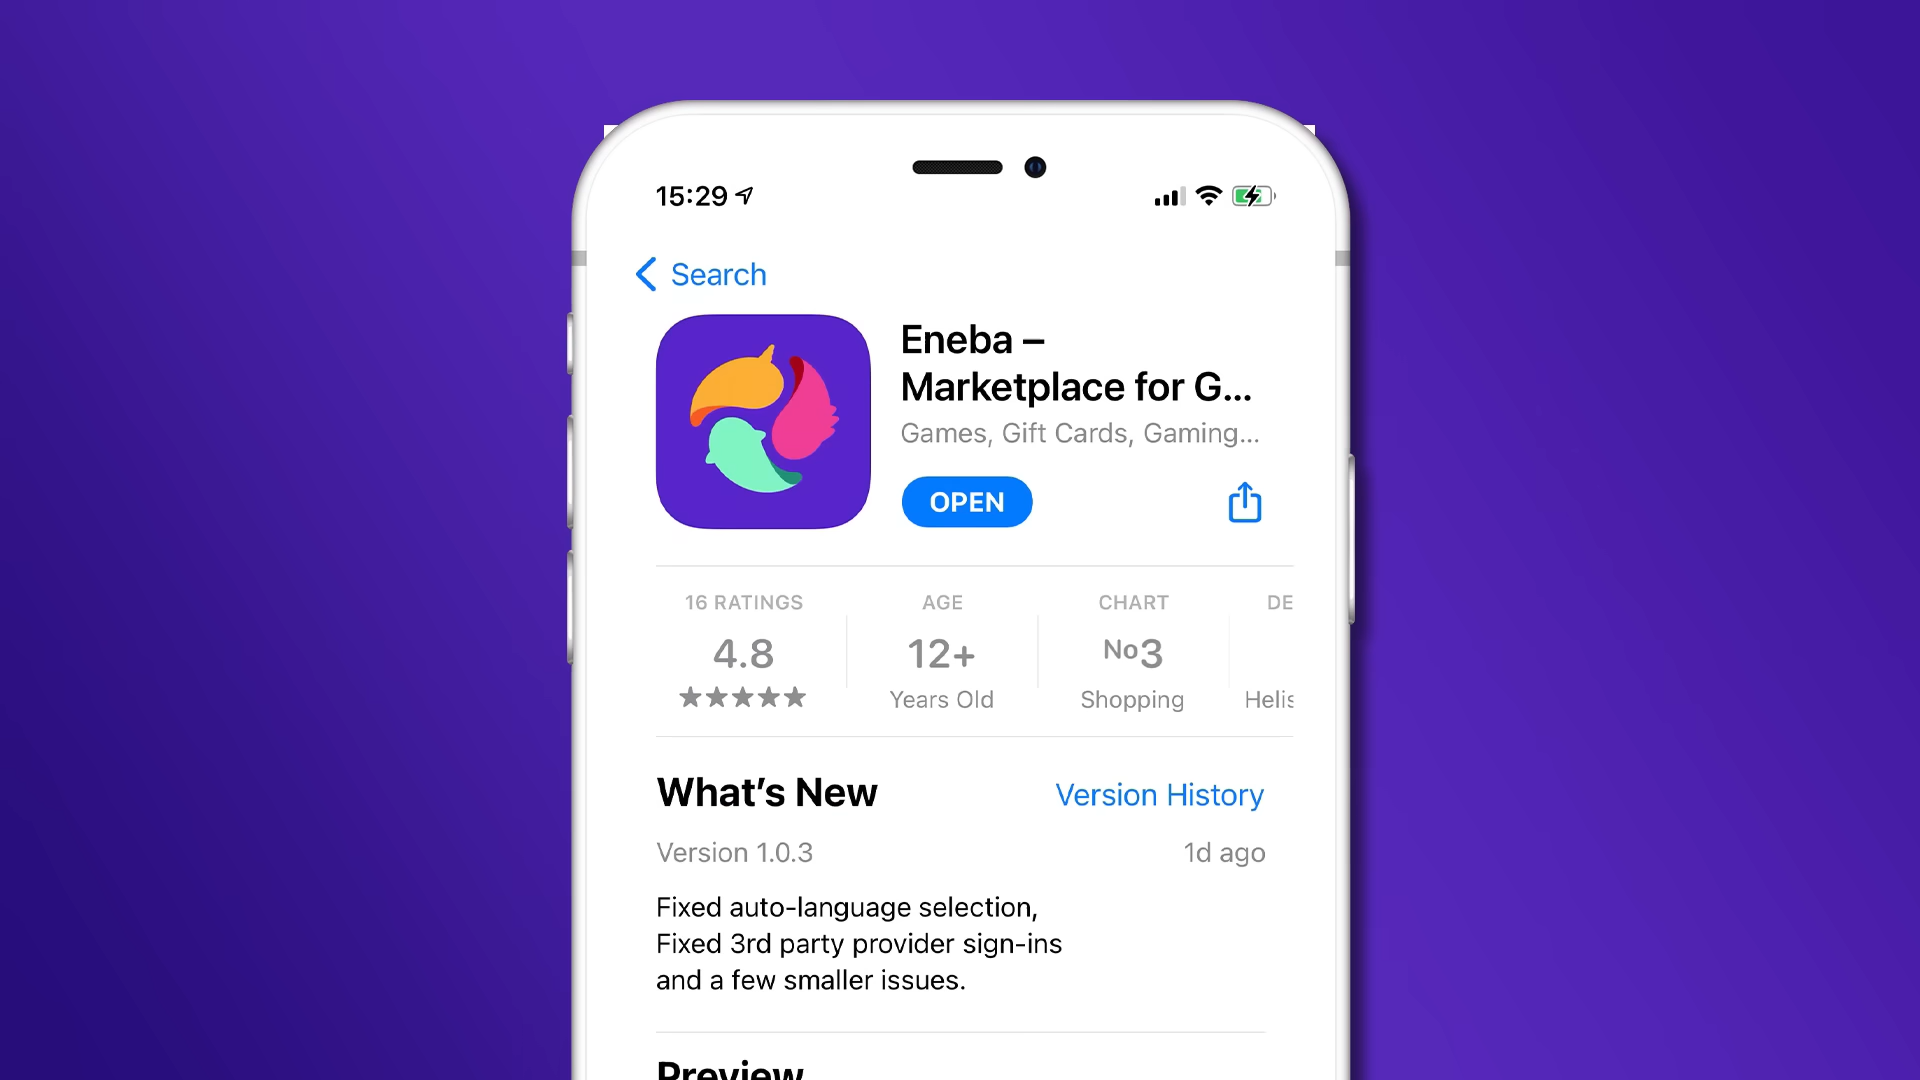 15:29
Search
Eneba –
Marketplace for G...
Games, Gift Cards, Gaming...
OPEN
16 RATINGS
4.8
AGE
12+
Years Old
CHART
No3
Shopping
DE
Helis
What's New
Version History
Version 1.0.3
1d ago
Fixed auto-language selection,
Fixed 3rd party provider sign-ins
and a few smaller issues.
Preview